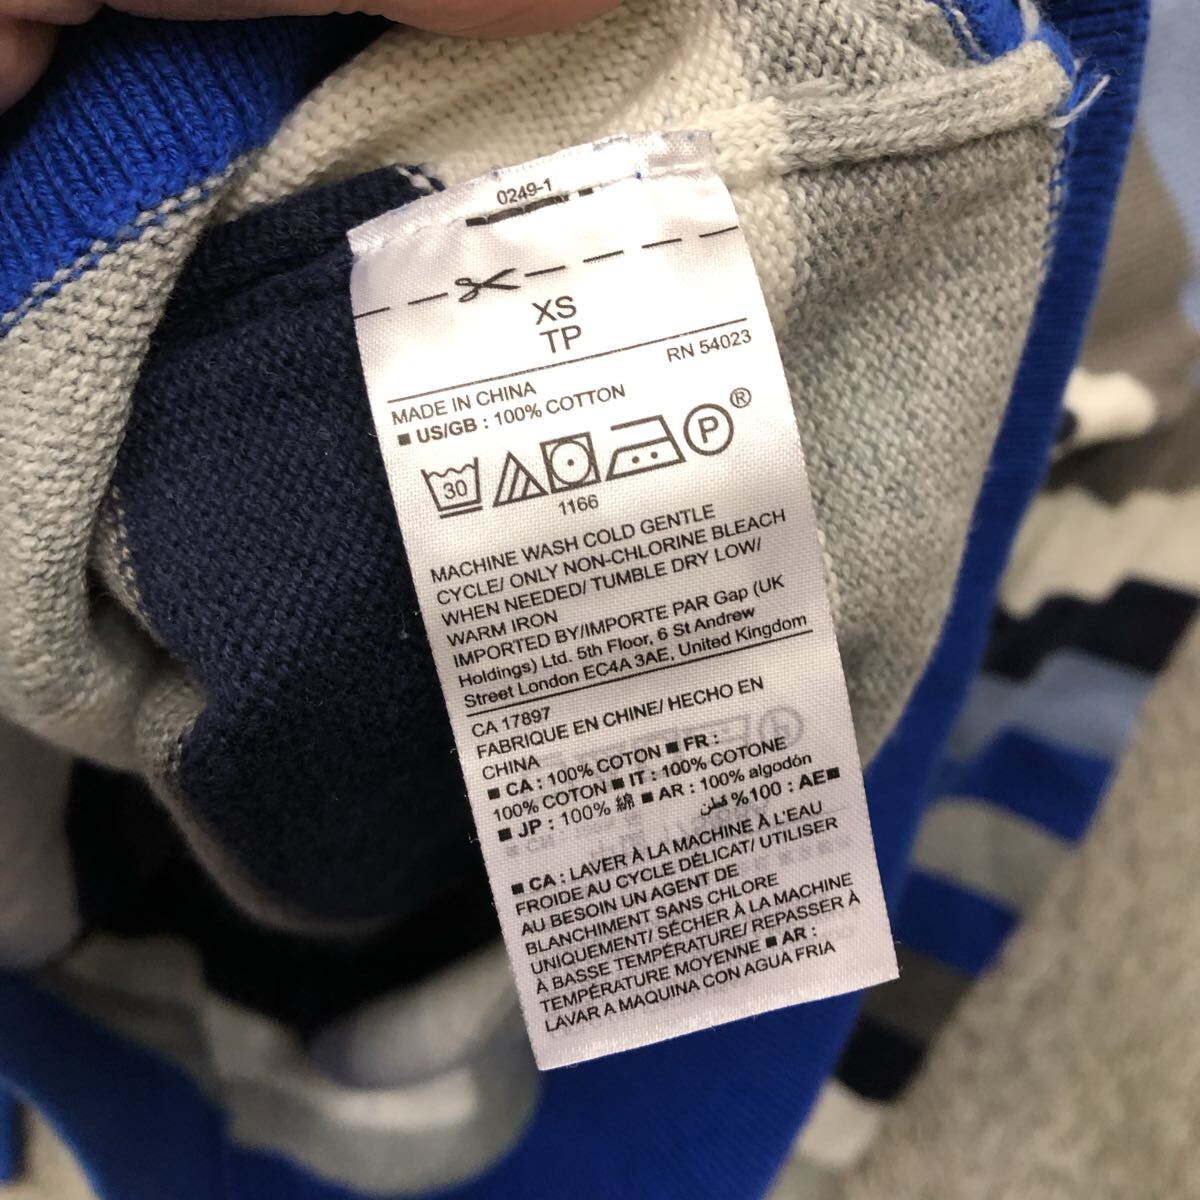 0249-1
XS
TP
RN 54023
MADE IN CHINA
■ US/GB : 100% COTTON
30
P ®
1166
MACHINE WASH COLD GENTLE
CYCLE/ ONLY NON-CHLORINE BLEACH
WHEN NEEDED/ TUMBLE DRY LOW/
WARM IRON
IMPORTED BY/IMPORTE PAR Gap (UK
Holdings) Ltd. 5th Floor, 6 St Andrew
Street London EC4A 3AE, United Kingdom
CA 17897
FABRIQUE EN CHINE/ HECHO EN
CHINA
■ CA : 100% COTON ■ FR :
100% COTON ■ IT : 100% COTONE
■ JP : 100% 綿 ■ AR : 100% algodón
■AE : 100% قطن
■ CA : LAVER À LA MACHINE À L'EAU
FROIDE AU CYCLE DÉLICAT/ UTILISER
AU BESOIN UN AGENT DE
BLANCHIMENT SANS CHLORE
UNIQUEMENT/ SÉCHER À LA MACHINE
À BASSE TEMPÉRATURE/ REPASSER À
TEMPÉRATURE MOYENNE ■ AR :
LAVAR A MAQUINA CON AGUA FRIA